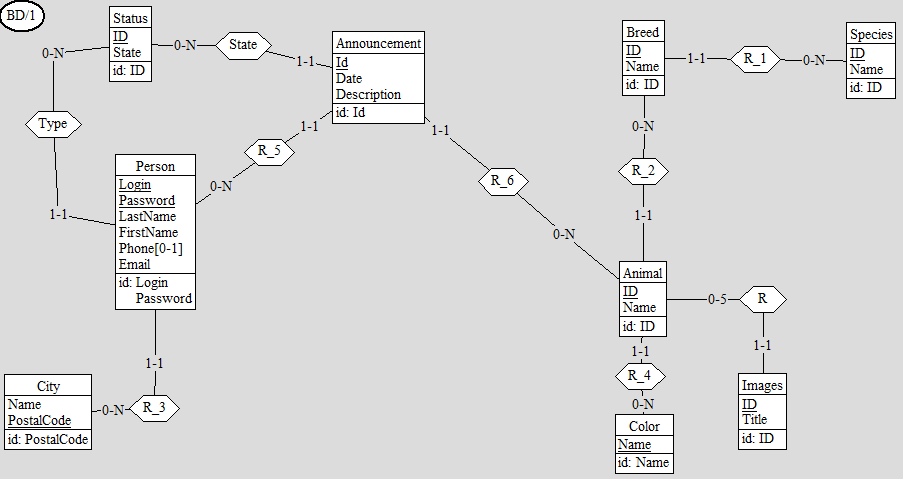 BD/1
Status
ID
State
id: ID
0-N
State
1-1
Announcement
Id
Date
Description
id: Id
Breed
ID
Name
id: ID
1-1
R_1
0-N
Species
ID
Name
id: ID
0-N
Type
1-1
1-1
R_5
0-N
1-1
R_6
0-N
0-N
R_2
1-1
Person
Login
Password
LastName
FirstName
Phone[0-1]
Email
id: Login
Password
Animal
ID
Name
id: ID
0-5
R
1-1
Images
ID
Title
id: ID
1-1
R_4
0-N
Color
Name
id: Name
1-1
R_3
0-N
City
Name
PostalCode
id: PostalCode